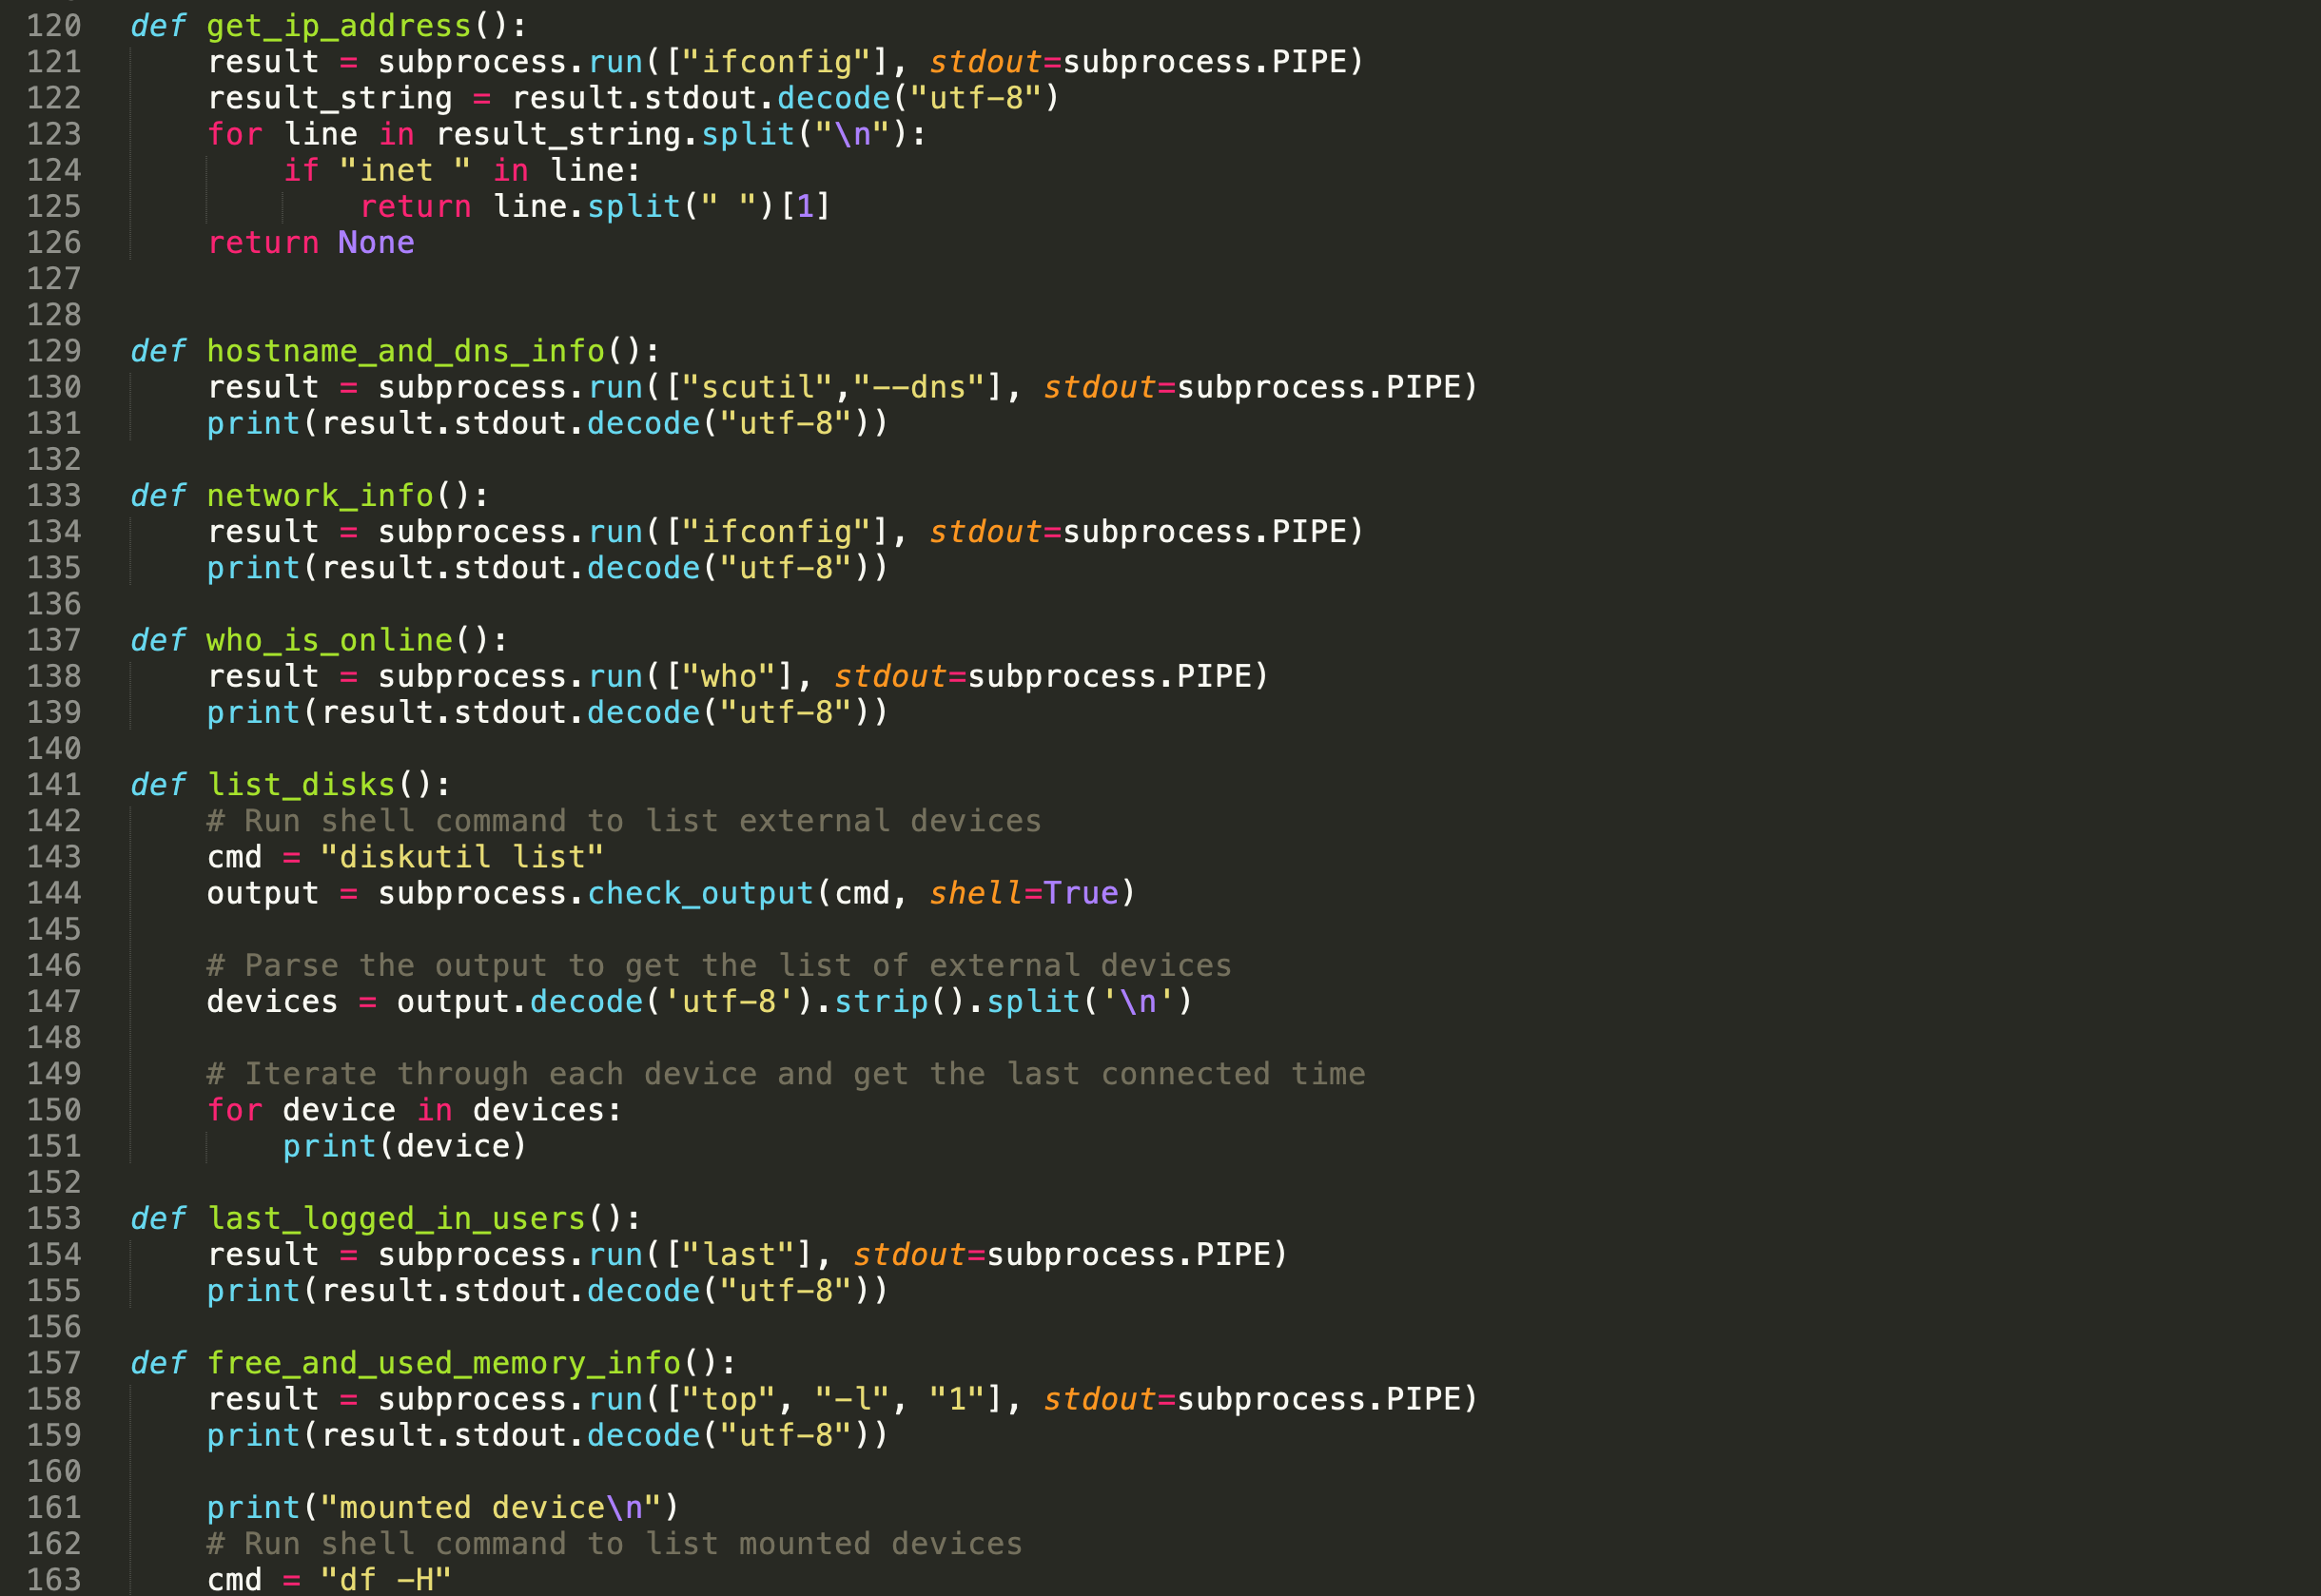 120 def get_ip_address():
121     result = subprocess.run(["ifconfig"], stdout=subprocess.PIPE)
122     result_string = result.stdout.decode("utf-8")
123     for line in result_string.split("\n"):
124         if "inet " in line:
125             return line.split(" ")[1]
126     return None
127
128
129 def hostname_and_dns_info():
130     result = subprocess.run(["scutil","--dns"], stdout=subprocess.PIPE)
131     print(result.stdout.decode("utf-8"))
132
133 def network_info():
134     result = subprocess.run(["ifconfig"], stdout=subprocess.PIPE)
135     print(result.stdout.decode("utf-8"))
136
137 def who_is_online():
138     result = subprocess.run(["who"], stdout=subprocess.PIPE)
139     print(result.stdout.decode("utf-8"))
140
141 def list_disks():
142     # Run shell command to list external devices
143     cmd = "diskutil list"
144     output = subprocess.check_output(cmd, shell=True)
145
146     # Parse the output to get the list of external devices
147     devices = output.decode('utf-8').strip().split('\n')
148
149     # Iterate through each device and get the last connected time
150     for device in devices:
151         print(device)
152
153 def last_logged_in_users():
154     result = subprocess.run(["last"], stdout=subprocess.PIPE)
155     print(result.stdout.decode("utf-8"))
156
157 def free_and_used_memory_info():
158     result = subprocess.run(["top", "-l", "1"], stdout=subprocess.PIPE)
159     print(result.stdout.decode("utf-8"))
160
161     print("mounted device\n")
162     # Run shell command to list mounted devices
163     cmd = "df -H"